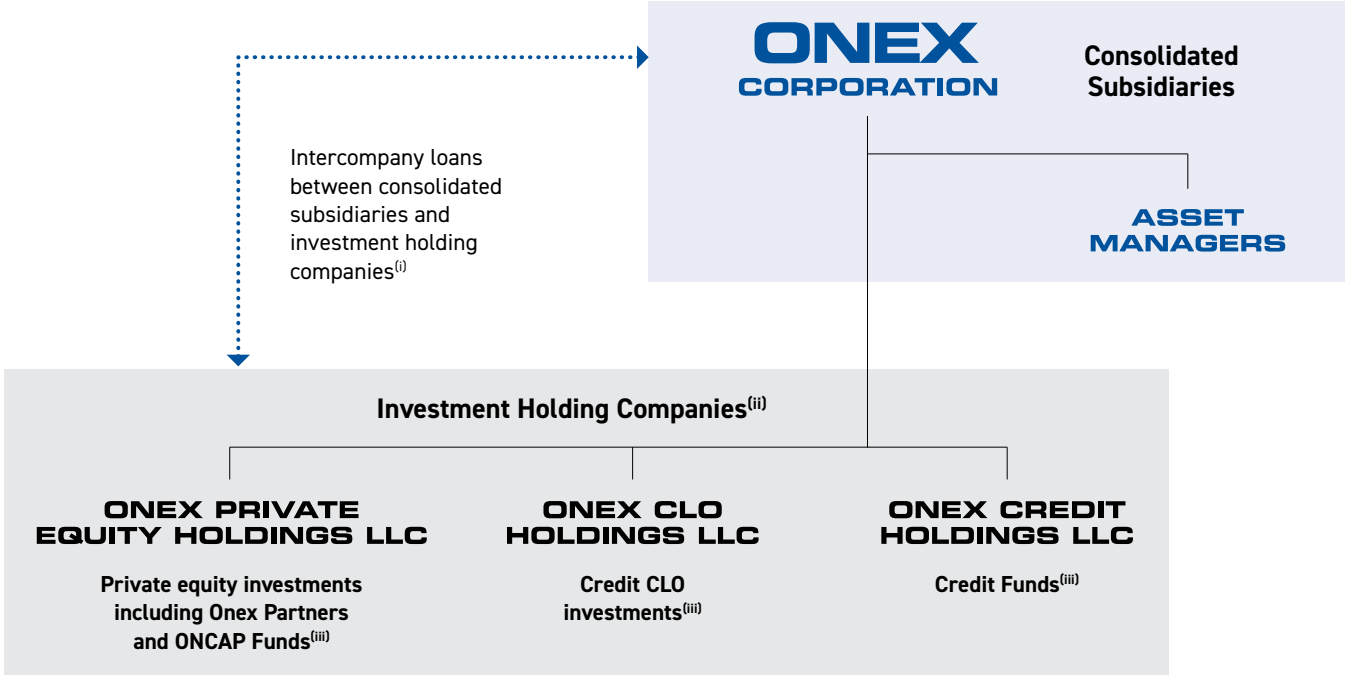 ONEX
CORPORATION
Consolidated
Subsidiaries
Intercompany loans
between consolidated
subsidiaries and
investment holding
companies(i)
ASSET
MANAGERS
Investment Holding Companies(ii)
ONEX PRIVATE
EQUITY HOLDINGS LLC
Private equity investments
including Onex Partners
and ONCAP Funds(iii)
ONEX CLO
HOLDINGS LLC
Credit CLO
investments(iii)
ONEX CREDIT
HOLDINGS LLC
Credit Funds(iii)